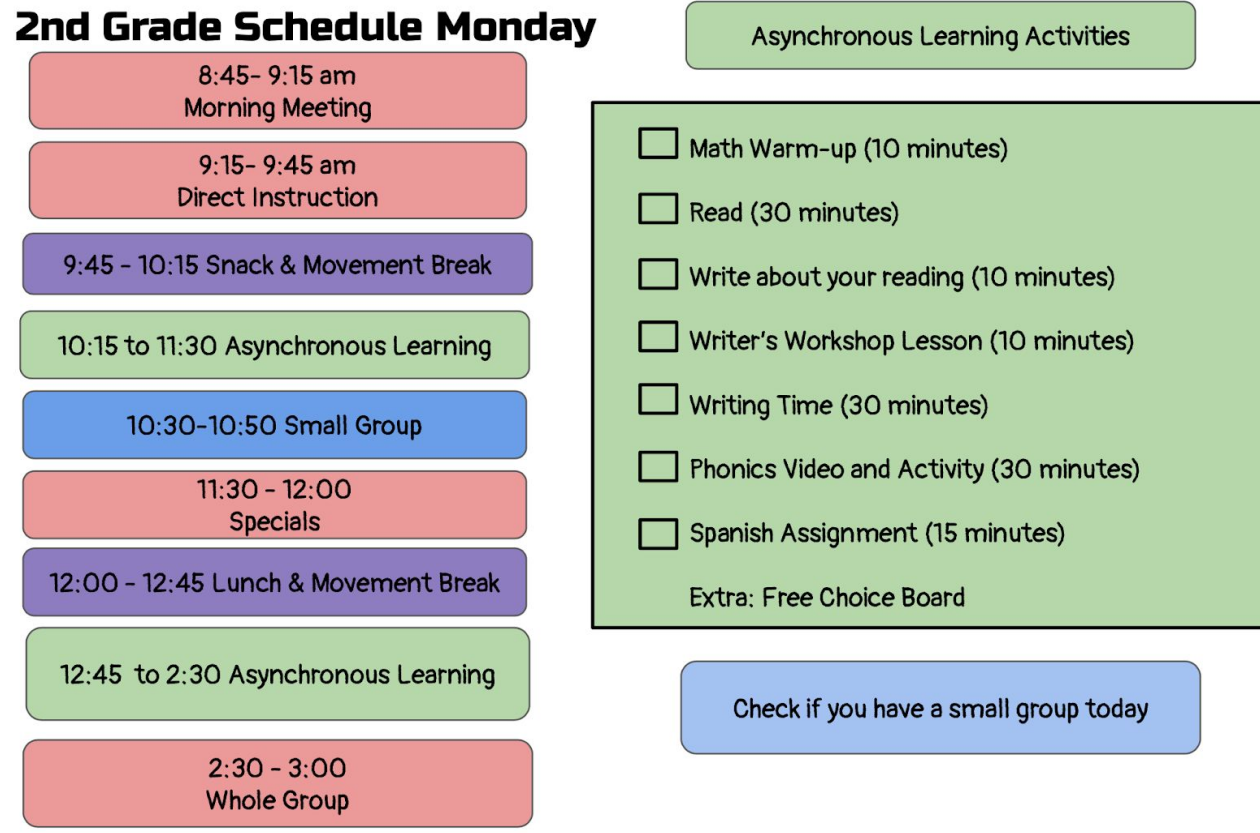 2nd Grade Schedule Monday
8:45- 9:15 am
Morning Meeting
9:15- 9:45 am
Direct Instruction
9:45 - 10:15 Snack & Movement Break
10:15 to 11:30 Asynchronous Learning
10:30-10:50 Small Group
11:30 - 12:00
Specials
12:00 - 12:45 Lunch & Movement Break
12:45 to 2:30 Asynchronous Learning
2:30 - 3:00
Whole Group
Asynchronous Learning Activities
Math Warm-up (10 minutes)
Read (30 minutes)
Write about your reading (10 minutes)
Writer's Workshop Lesson (10 minutes)
Writing Time (30 minutes)
Phonics Video and Activity (30 minutes)
Spanish Assignment (15 minutes)
Extra: Free Choice Board
Check if you have a small group today